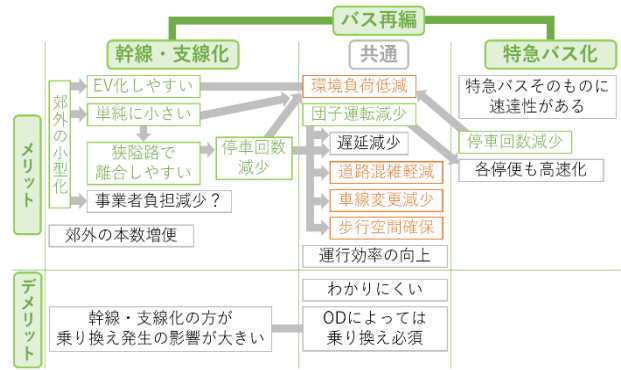 バス再編
幹線・支線化
共通
特急バス化
メリット
郊外の小型化
EV化しやすい
単純に小さい
狭隘路で
離合しやすい
事業者負担減少？
郊外の本数増便
停車回数
減少
環境負荷低減
団子運転減少
遅延減少
道路混雑軽減
車線変更減少
歩行空間確保
運行効率の向上
特急バスそのものに
速達性がある
停車回数減少
各停便も高速化
デメリット
幹線・支線化の方が
乗り換え発生の影響が大きい
わかりにくい
ODによっては
乗り換え必須